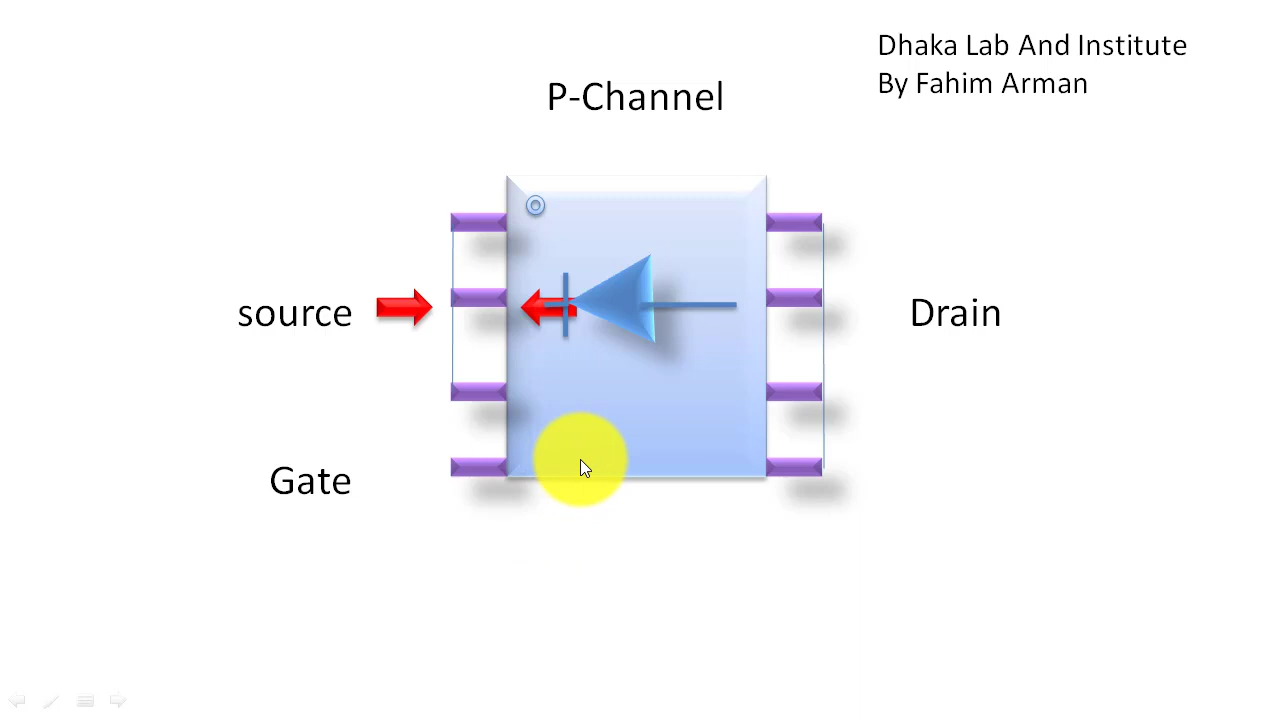 Dhaka Lab And Institute
By Fahim Arman
P-Channel
source
Drain
Gate